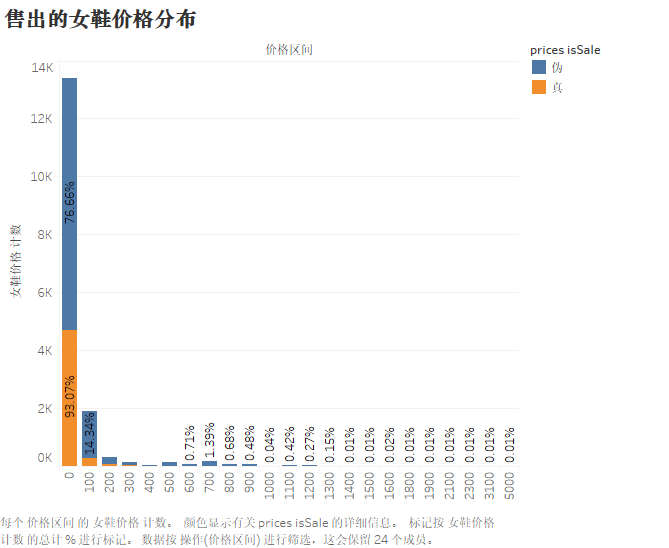 售出的女鞋价格分布
价格区间
prices isSale
伪
真
女鞋价格 计数
14K
12K
10K
8K
6K
4K
2K
0K
76.66%
93.07%
14.34%
0.71%
1.39%
0.68%
0.48%
0.04%
0.42%
0.27%
0.15%
0.01%
0.01%
0.02%
0.01%
0.01%
0.01%
0.01%
0.01%
0.01%
0
100
200
300
400
500
600
700
800
900
1000
1100
1200
1300
1400
1500
1600
1800
1900
2100
2300
3100
5000
每个 价格区间 的 女鞋价格 计数。 颜色显示有关 prices isSale 的详细信息。 标记按 女鞋价格
计数 的总计 % 进行标记。 数据按 操作(价格区间) 进行筛选，这会保留 24 个成员。